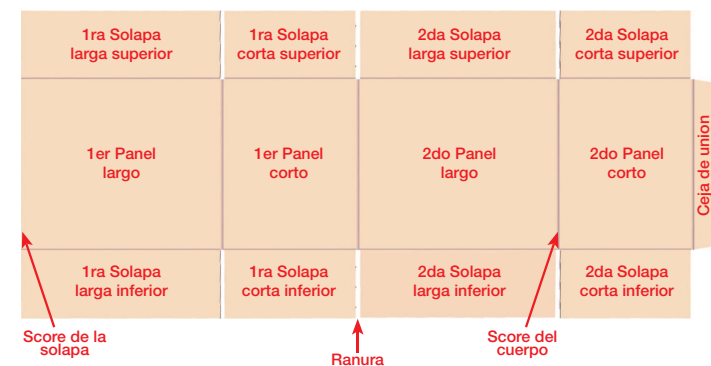 1ra Solapa
larga superior
1ra Solapa
corta superior
2da Solapa
larga superior
2da Solapa
corta superior
1er Panel
largo
1er Panel
corto
2do Panel
largo
2do Panel
corto
Ceja de union
1ra Solapa
larga inferior
1ra Solapa
corta inferior
2da Solapa
larga inferior
2da Solapa
corta inferior
Score de la
solapa
Ranura
Score del
cuerpo